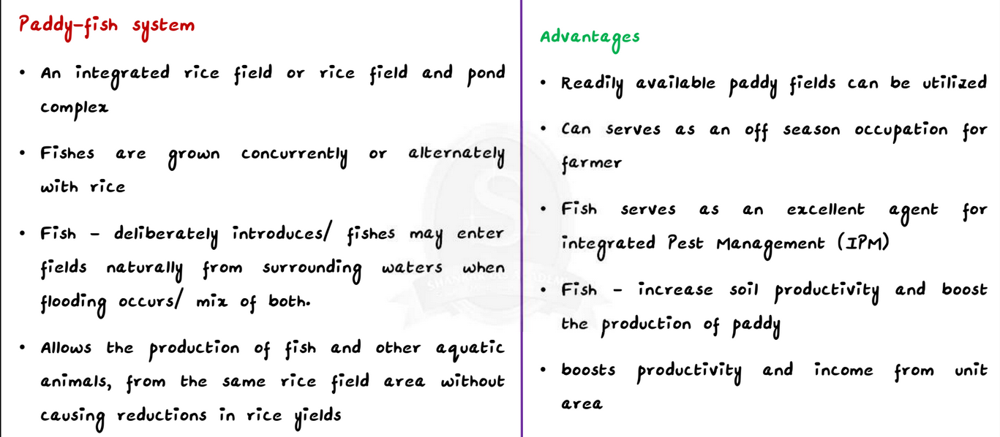 Paddy-fish system
• An integrated rice field or rice field and pond
complex
• Fishes are grown concurrently or alternately
with rice
• Fish - deliberately introduces/ fishes may enter
fields naturally from surrounding waters when
flooding occurs/ mix of both.
• Allows the production of fish and other aquatic
animals, from the same rice field area without
causing reductions in rice yields
Advantages
• Readily available paddy fields can be utilized
• Can serves as an off season occupation for
farmer
• Fish serves as an excellent agent for
integrated Pest Management (IPM)
• Fish - increase soil productivity and boost
the production of paddy
• boosts productivity and income from unit
area